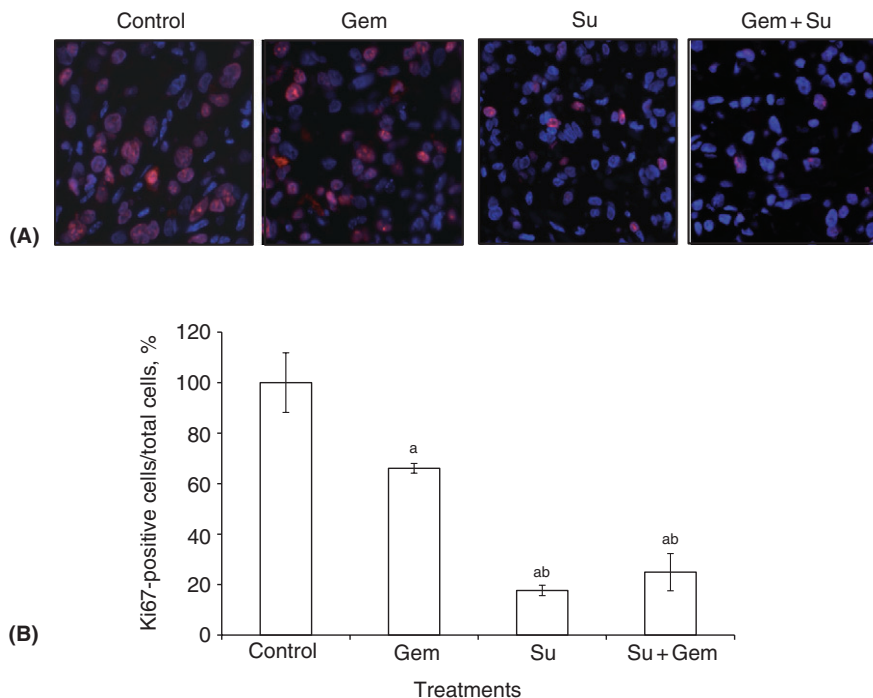 Control Gem Su Gem + Su
(A)
Ki67-positive cells/total cells, %
120
100
80
60
40
20
0
a
ab
ab
Control Gem Su Su + Gem
Treatments
(B)